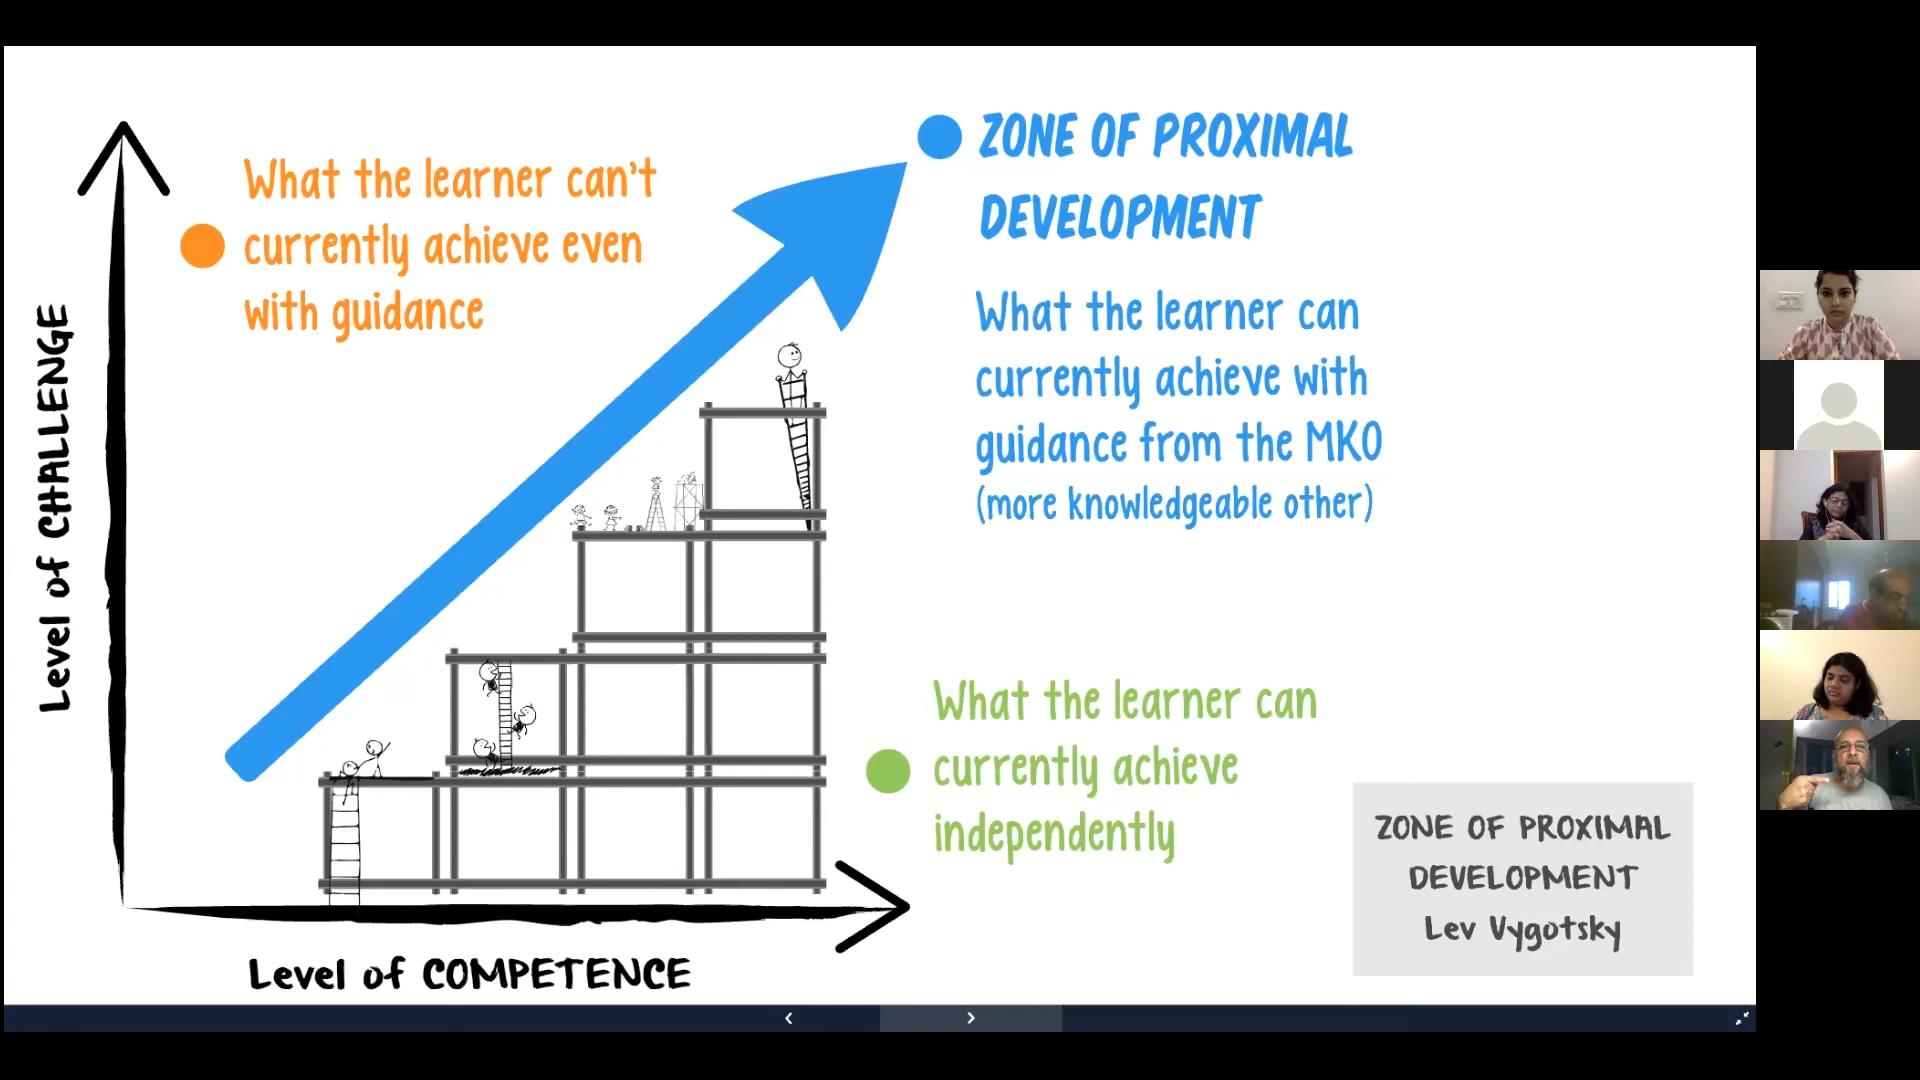 Level of CHALLENGE
What the learner can't
currently achieve even
with guidance
ZONE OF PROXIMAL
DEVELOPMENT
What the learner can
currently achieve with
guidance from the MKO
(more knowledgeable other)
What the learner can
currently achieve
independently
ZONE OF PROXIMAL
DEVELOPMENT
Lev Vygotsky
Level of COMPETENCE